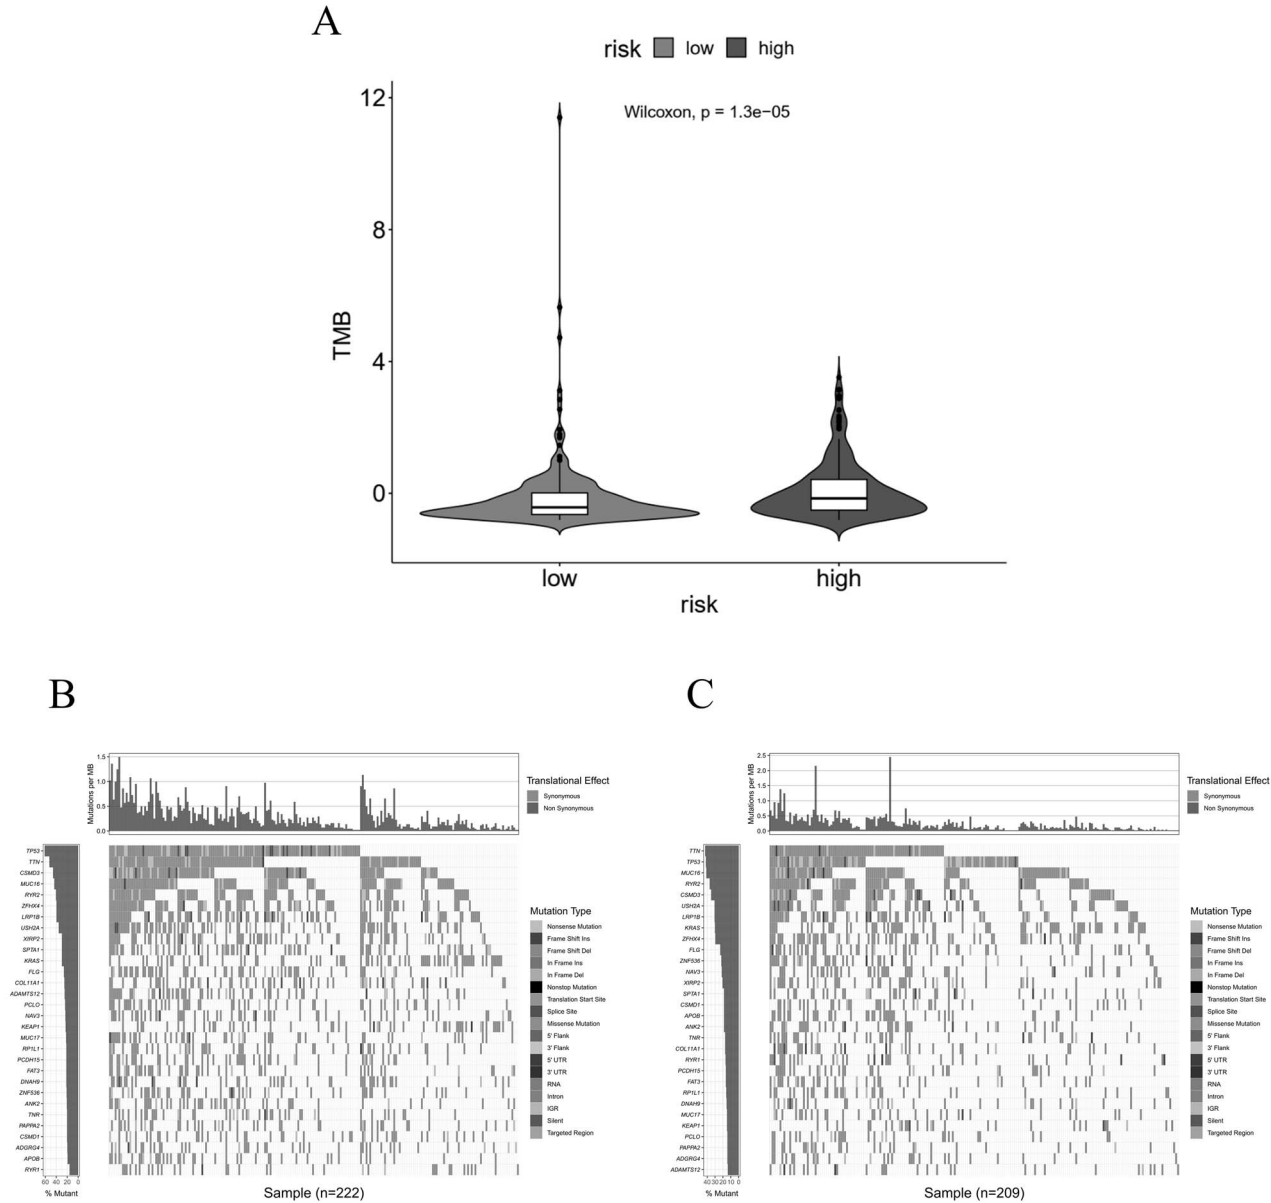 A
risk low high
Wilcoxon, p = 1.3e−05
12
8
4
0
TMB
low high
risk
B
Mutations per MB
1.5
1.0
0.5
0.0
Translational Effect
Synonymous
Non Synonymous
TP53
TTN
CSMD3
MUC16
RYR2
ZFHX4
LRP1B
USH2A
XIRP2
SPTA1
KRAS
FLG
COL11A1
ADAMTS12
PCLO
NAV3
KEAP1
MUC17
RP1L1
PCDH15
FAT3
DNAH9
ZNF536
ANK2
TNR
PAPPA2
CSMD1
ADGRG4
APOB
RYR1
60 40 20 0
% Mutant
Sample (n=222)
Mutation Type
Nonsense Mutation
Frame Shift Ins
Frame Shift Del
In Frame Ins
In Frame Del
Nonstop Mutation
Translation Start Site
Splice Site
Missense Mutation
5' Flank
3' Flank
5' UTR
3' UTR
RNA
Intron
IGR
Silent
Targeted Region
C
Mutations per MB
2.5
2.0
1.5
1.0
0.5
0.0
Translational Effect
Synonymous
Non Synonymous
TTN
TP53
MUC16
RYR2
CSMD3
USH2A
LRP1B
KRAS
ZFHX4
FLG
ZNF536
NAV3
XIRP2
SPTA1
CSMD1
APOB
ANK2
TNR
COL11A1
RYR1
PCDH15
FAT3
RP1L1
DNAH9
MUC17
KEAP1
PCLO
PAPPA2
ADGRG4
ADAMTS12
40 30 20 10 0
% Mutant
Sample (n=209)
Mutation Type
Nonsense Mutation
Frame Shift Ins
Frame Shift Del
In Frame Ins
In Frame Del
Nonstop Mutation
Translation Start Site
Splice Site
Missense Mutation
5' Flank
3' Flank
5' UTR
3' UTR
RNA
Intron
IGR
Silent
Targeted Region